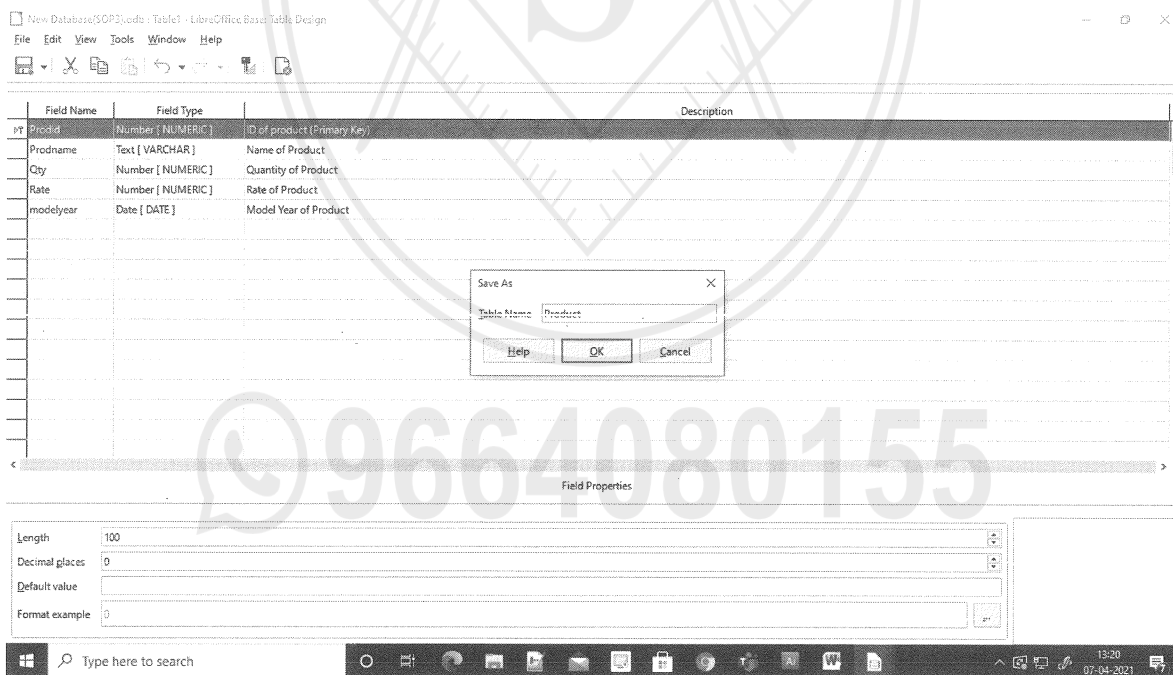 New Database(SOP3).odb : Table1 - LibreOffice Base: Table Design
File Edit View Tools Window Help
Field Name Field Type Description
Prodid Number [ NUMERIC ] ID of product (Primary Key)
Prodname Text [ VARCHAR ] Name of Product
Qty Number [ NUMERIC ] Quantity of Product
Rate Number [ NUMERIC ] Rate of Product
modelyear Date [ DATE ] Model Year of Product
Save As
Table Name Product
Help OK Cancel
9664080155
Field Properties
Length 100
Decimal places 0
Default value
Format example 0
Type here to search
13:20
07-04-2021